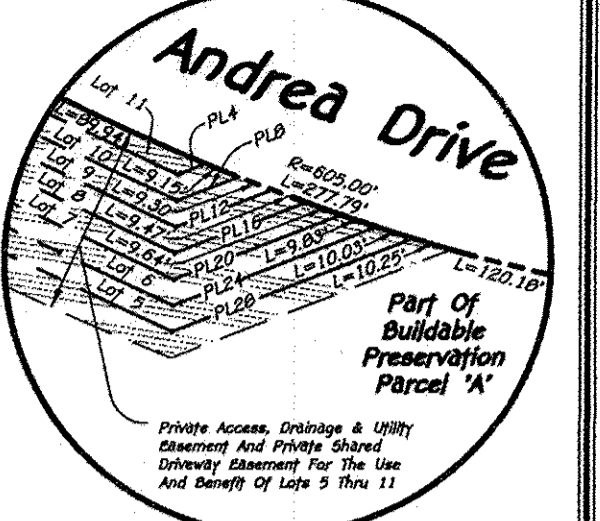 Andrea Drive
Lot 11
PL4
PL8
L=89.94'
R=605.00'
L=277.79'
Lot 10
L=9.15'
Lot 9
L=9.30'
PL12
Lot 8
L=9.47'
PL16
Lot 7
L=9.64'
PL20
L=9.83'
Lot 6
PL24
L=10.03'
Lot 5
PL28
L=10.25'
L=120.18'
Part Of
Buildable
Preservation
Parcel 'A'
Private Access, Drainage & Utility
Easement And Private Shared
Driveway Easement For The Use
And Benefit Of Lots 5 Thru 11